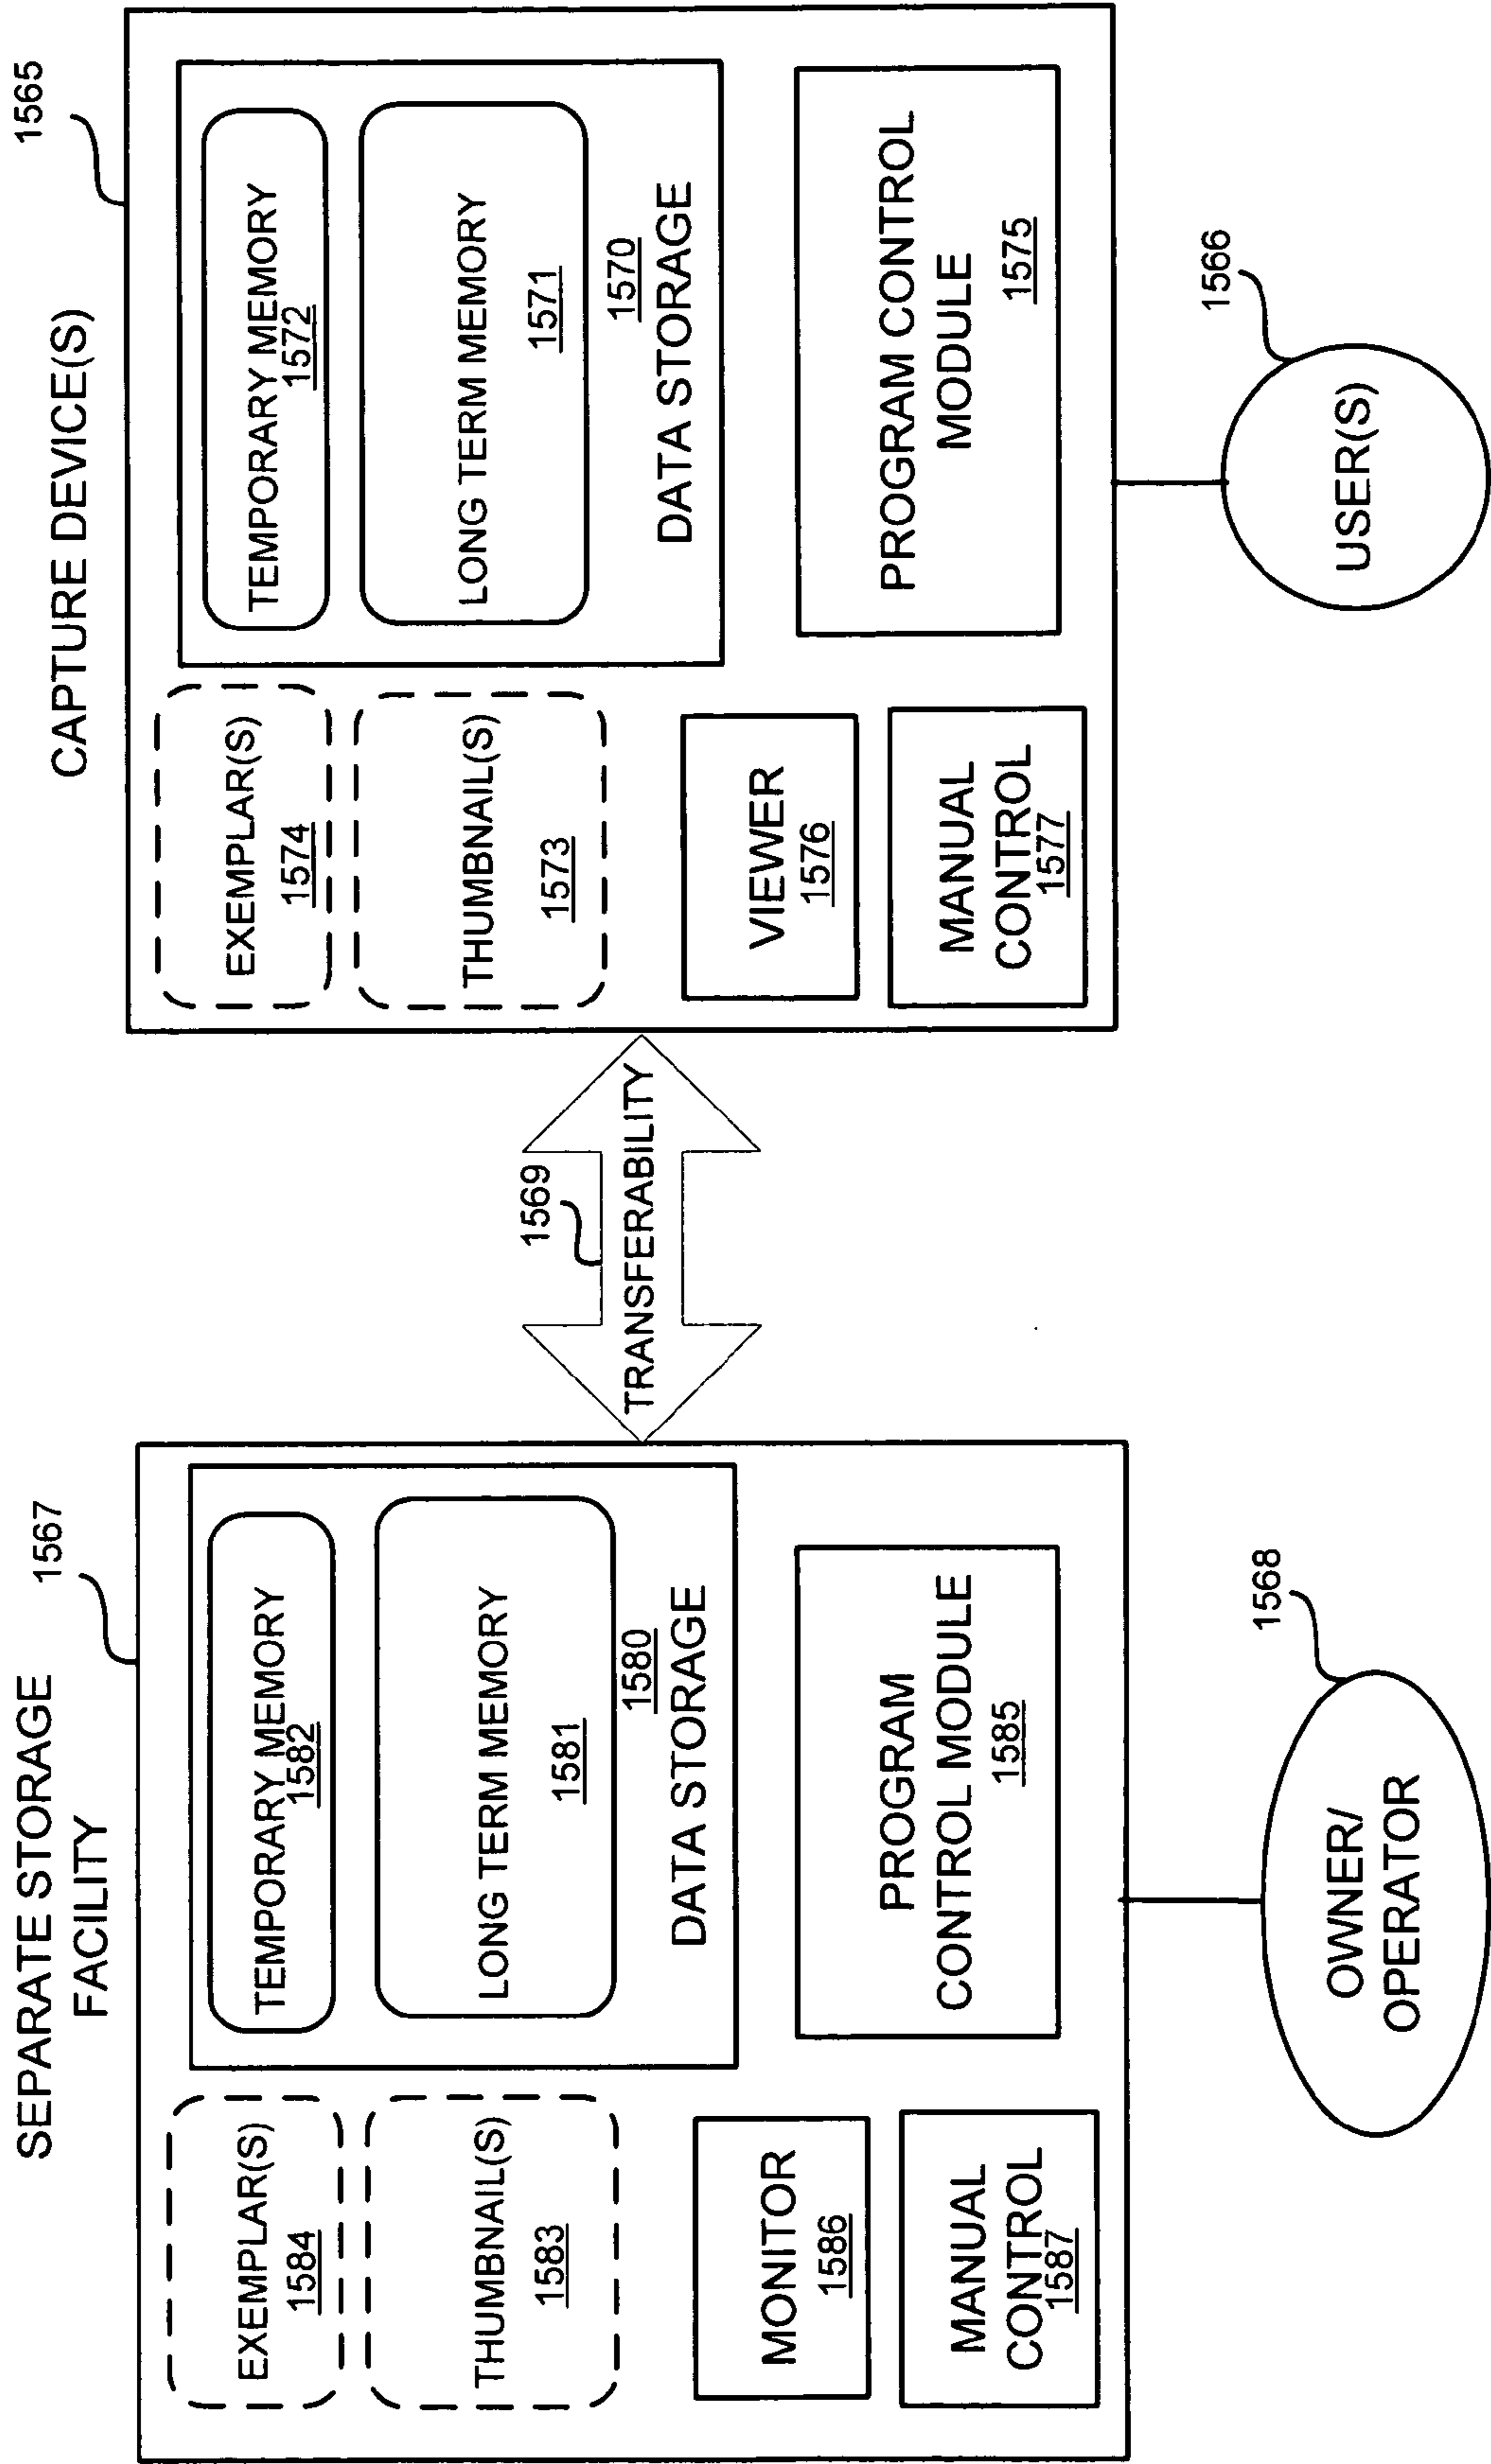 SEPARATE STORAGE
FACILITY
1567
EXEMPLAR(S)
1584
THUMBNAIL(S)
1583
TEMPORARY MEMORY
1582
LONG TERM MEMORY
1581
1580
DATA STORAGE
MONITOR
1586
MANUAL
CONTROL
1587
PROGRAM
CONTROL MODULE
1585
1568
OWNER/
OPERATOR
1569
TRANSFERABILITY
CAPTURE DEVICE(S)
1565
EXEMPLAR(S)
1574
THUMBNAIL(S)
1573
TEMPORARY MEMORY
1572
LONG TERM MEMORY
1571
1570
DATA STORAGE
VIEWER
1576
MANUAL
CONTROL
1577
PROGRAM CONTROL
MODULE
1575
1566
USER(S)